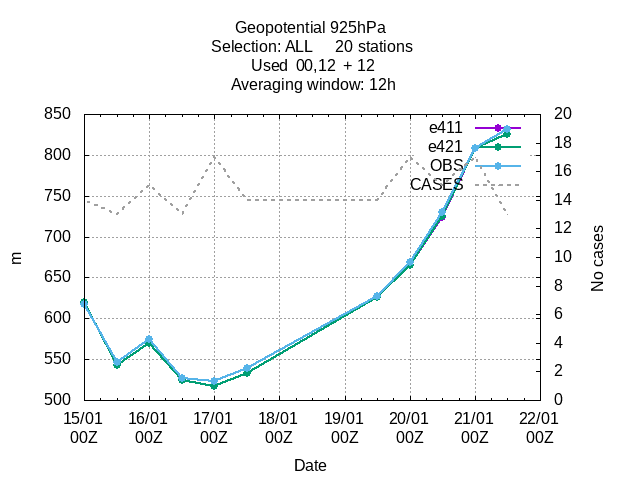 Geopotential 925hPa
Selection: ALL 20 stations
Used 00,12 + 12
Averaging window: 12h
850
800
750
700
650
600
550
500
m
20
18
16
14
12
10
8
6
4
2
0
No cases
e411
e421
OBS
CASES
15/01 16/01 17/01 18/01 19/01 20/01 21/01 22/01
00Z 00Z 00Z 00Z 00Z 00Z 00Z 00Z
Date